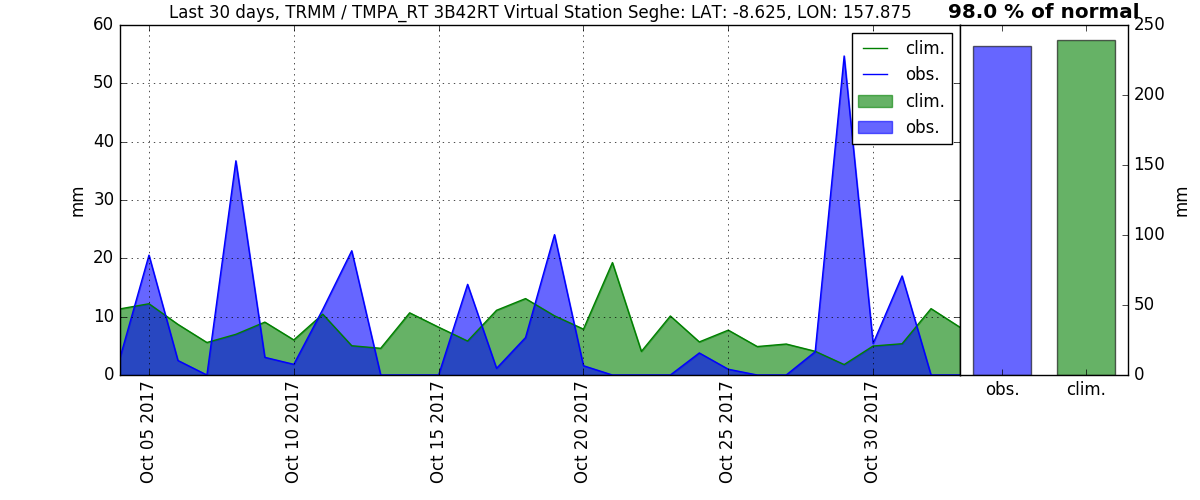 Last 30 days, TRMM / TMPA_RT 3B42RT Virtual Station Seghe: LAT: -8.625, LON: 157.875
98.0 % of normal
60
50
40
30
20
10
0
mm
clim.
obs.
clim.
obs.
250
200
150
100
50
0
mm
obs.
clim.
Oct 05 2017
Oct 10 2017
Oct 15 2017
Oct 20 2017
Oct 25 2017
Oct 30 2017